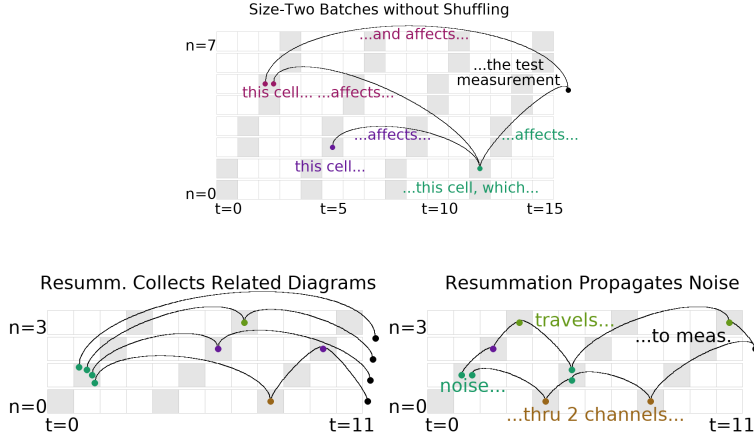 Size-Two Batches without Shuffling
n=7
...and affects...
...the test
measurement
this cell... ...affects...
...affects...
...affects...
this cell...
...this cell, which...
n=0
t=0 t=5 t=10 t=15
Resumm. Collects Related Diagrams
n=3
n=0
t=0 t=11
Resummation Propagates Noise
n=3
travels...
...to meas.
noise...
n=0
...thru 2 channels...
t=0 t=11